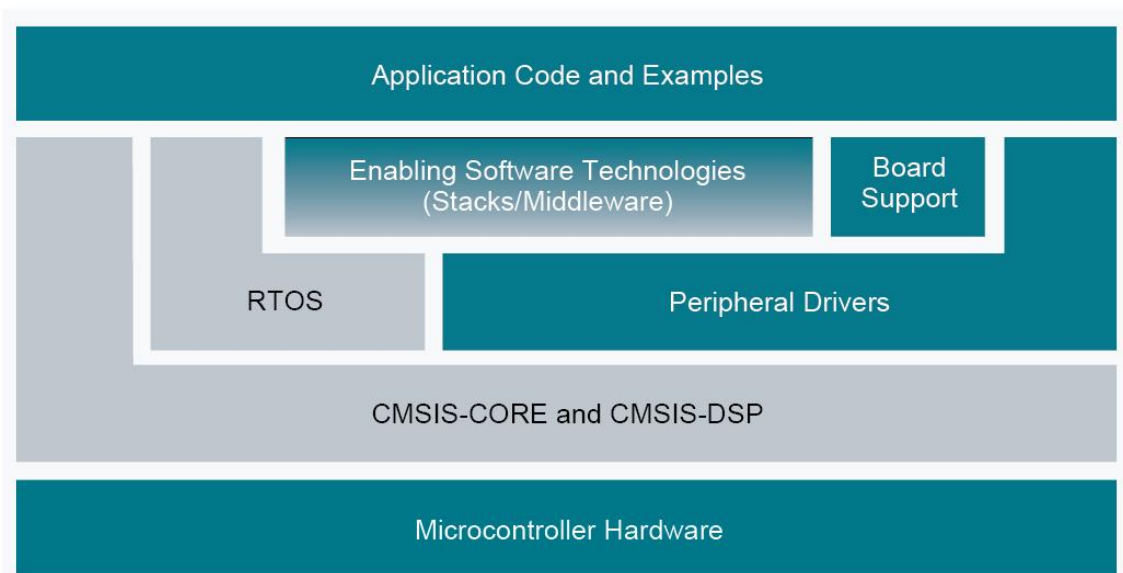 Application Code and Examples
Enabling Software Technologies
(Stacks/Middleware)
Board
Support
RTOS
Peripheral Drivers
CMSIS-CORE and CMSIS-DSP
Microcontroller Hardware